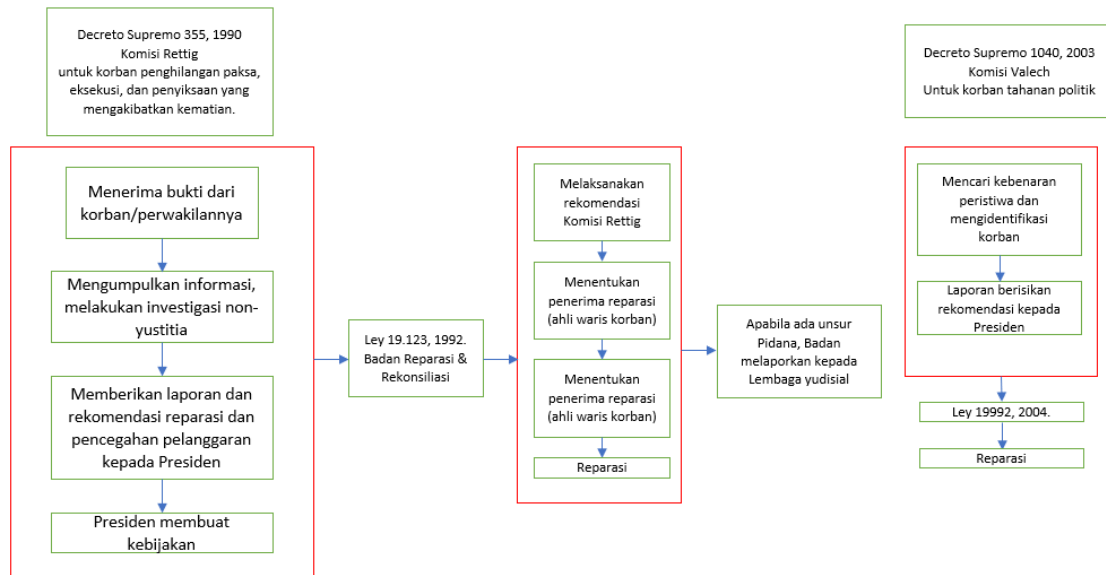 Decreto Supremo 355, 1990
Komisi Rettig
untuk korban penghilangan paksa,
eksekusi, dan penyiksaan yang
mengakibatkan kematian.
Menerima bukti dari
korban/perwakilannya
Mengumpulkan informasi,
melakukan investigasi non-
yustitia
Memberikan laporan dan
rekomendasi reparasi dan
pencegahan pelanggaran
kepada Presiden
Presiden membuat
kebijakan
Ley 19.123, 1992.
Badan Reparasi &
Rekonsiliasi
Melaksanakan
rekomendasi
Komisi Rettig
Menentukan
penerima reparasi
(ahli waris korban)
Menentukan
penerima reparasi
(ahli waris korban)
Reparasi
Apabila ada unsur
Pidana, Badan
melaporkan kepada
Lembaga yudisial
Decreto Supremo 1040, 2003
Komisi Valech
Untuk korban tahanan politik
Mencari kebenaran
peristiwa dan
mengidentifikasi
korban
Laporan berisikan
rekomendasi kepada
Presiden
Ley 19992, 2004.
Reparasi